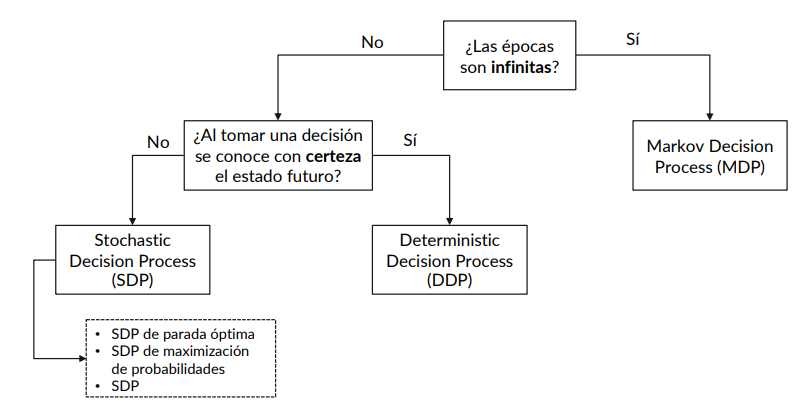 ¿Las épocas
son infinitas?
No
Sí
¿Al tomar una decisión
se conoce con certeza
el estado futuro?
Markov Decision
Process (MDP)
No
Sí
Stochastic
Decision Process
(SDP)
Deterministic
Decision Process
(DDP)
• SDP de parada óptima
• SDP de maximización
de probabilidades
• SDP